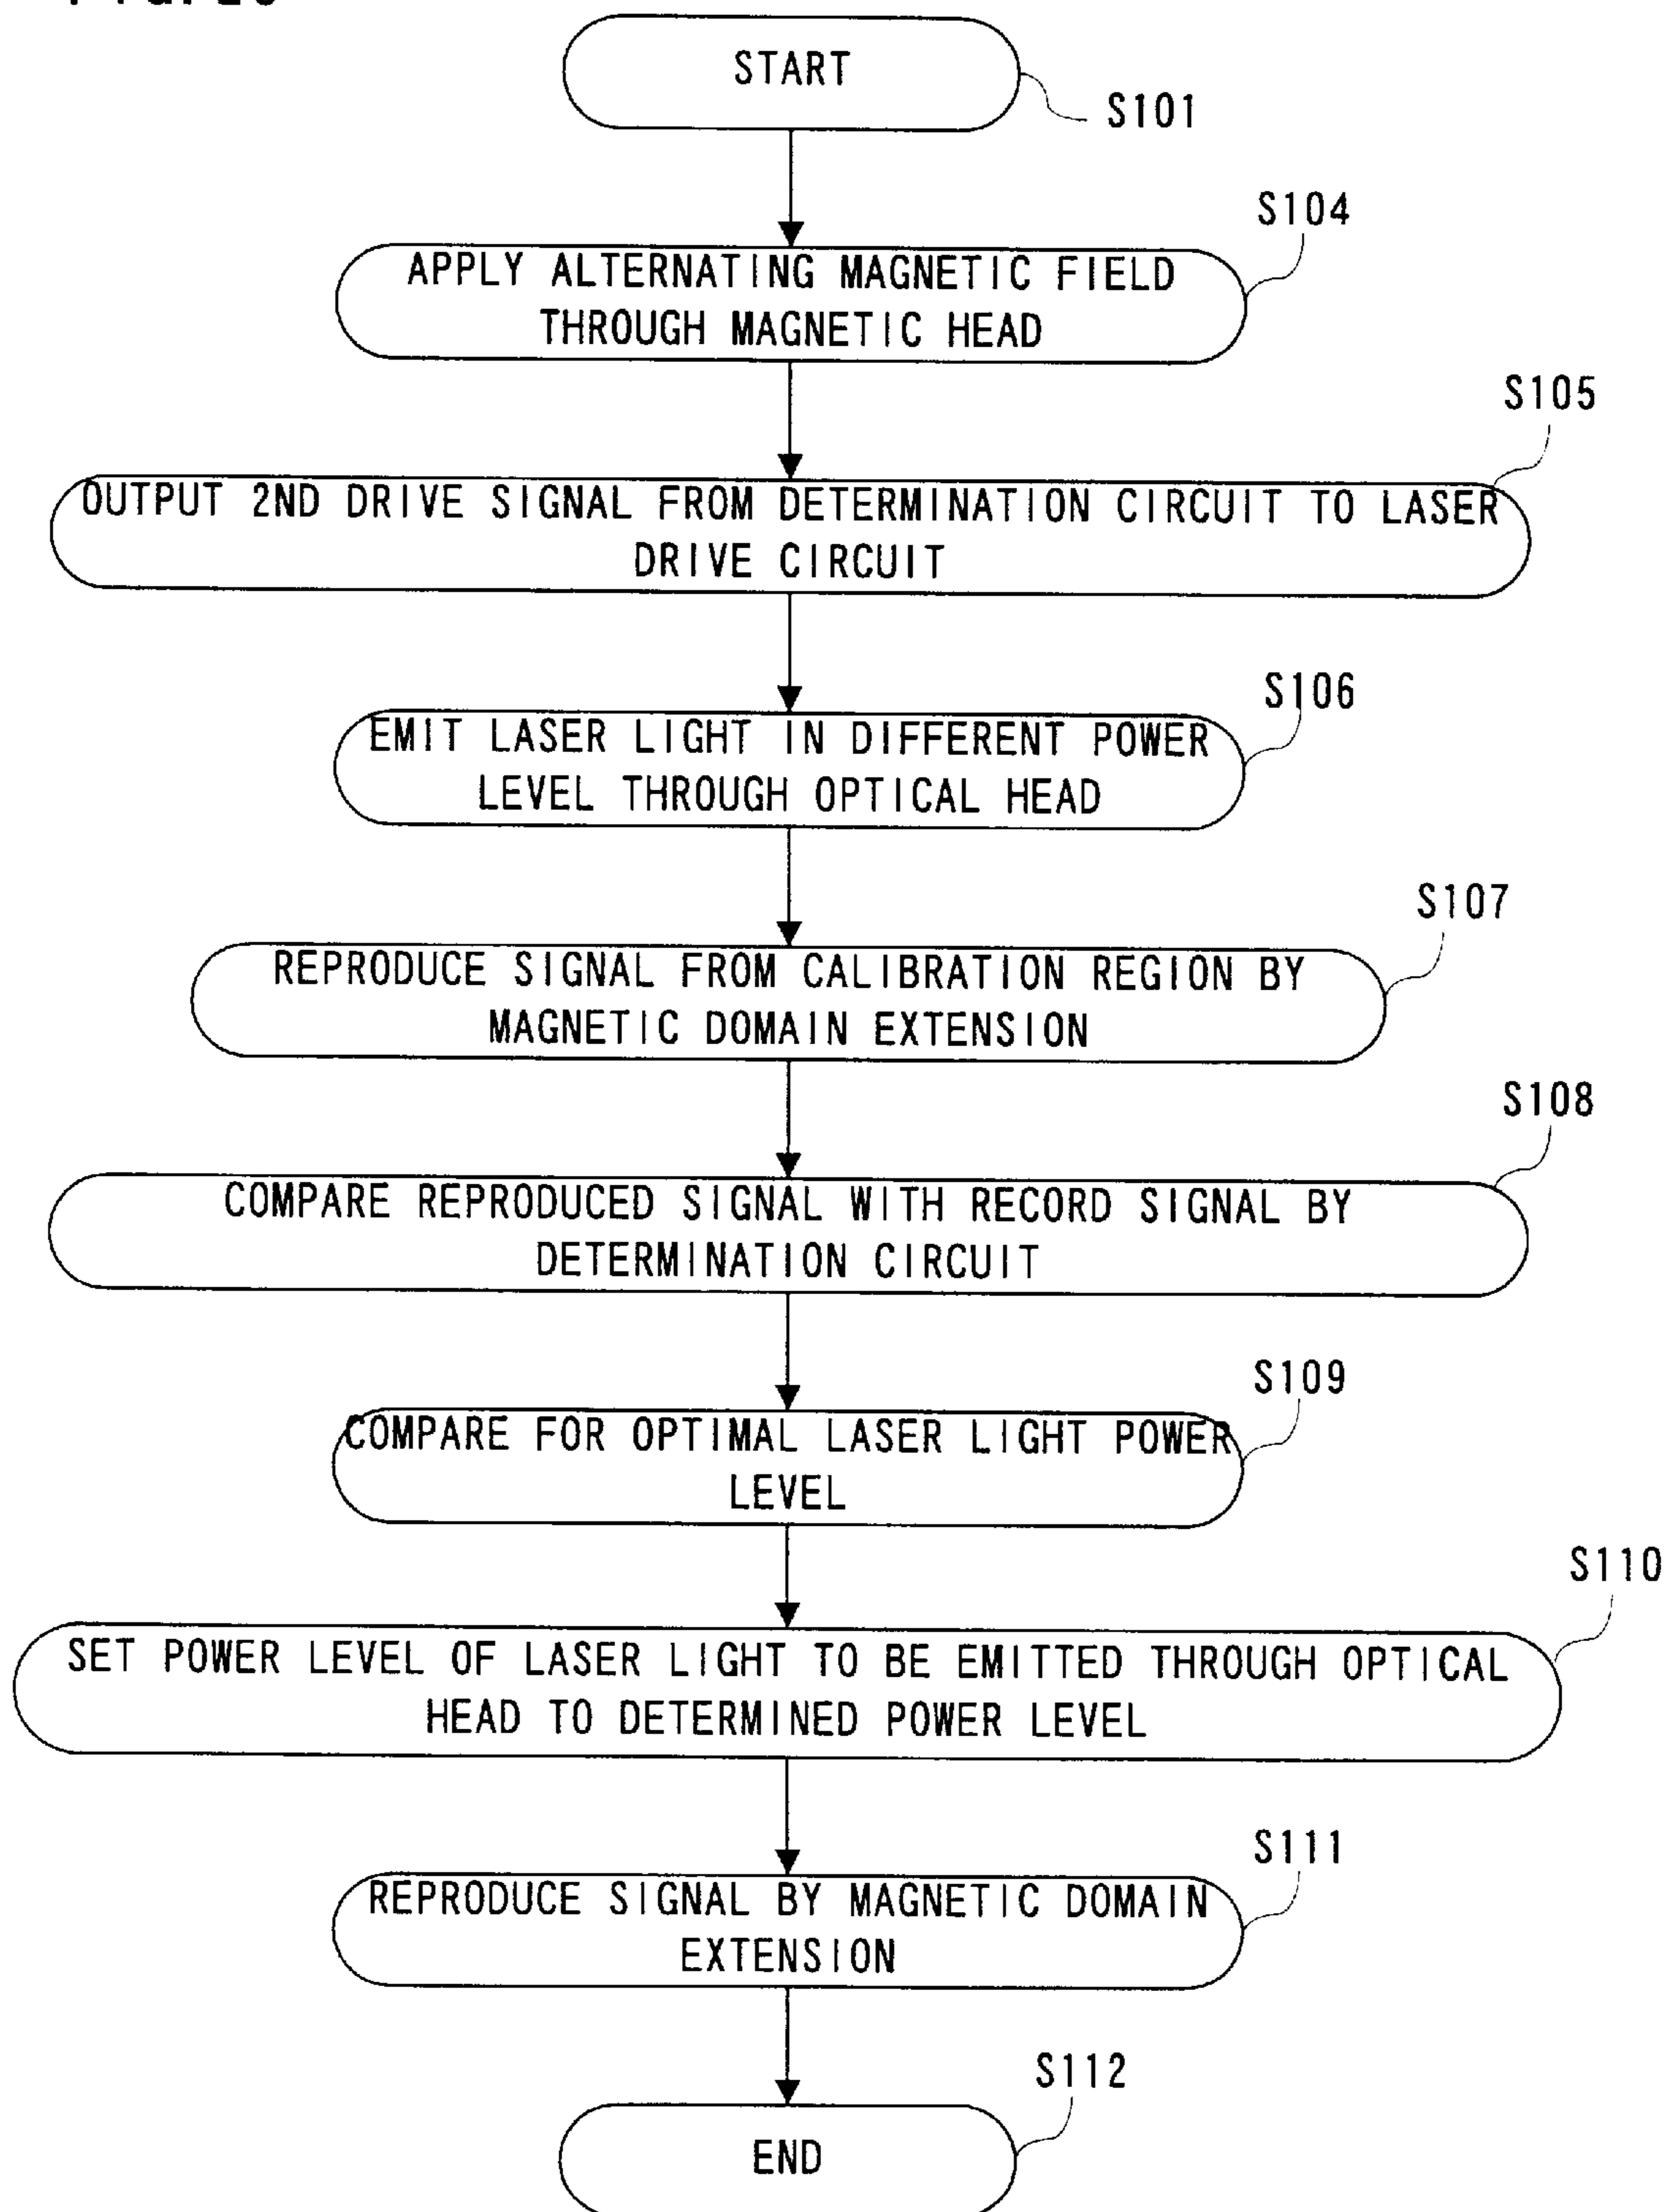 START
S101
S104
APPLY ALTERNATING MAGNETIC FIELD
THROUGH MAGNETIC HEAD
S105
OUTPUT 2ND DRIVE SIGNAL FROM DETERMINATION CIRCUIT TO LASER
DRIVE CIRCUIT
S106
EMIT LASER LIGHT IN DIFFERENT POWER
LEVEL THROUGH OPTICAL HEAD
S107
REPRODUCE SIGNAL FROM CALIBRATION REGION BY
MAGNETIC DOMAIN EXTENSION
S108
COMPARE REPRODUCED SIGNAL WITH RECORD SIGNAL BY
DETERMINATION CIRCUIT
S109
COMPARE FOR OPTIMAL LASER LIGHT POWER
LEVEL
S110
SET POWER LEVEL OF LASER LIGHT TO BE EMITTED THROUGH OPTICAL
HEAD TO DETERMINED POWER LEVEL
S111
REPRODUCE SIGNAL BY MAGNETIC DOMAIN
EXTENSION
S112
END